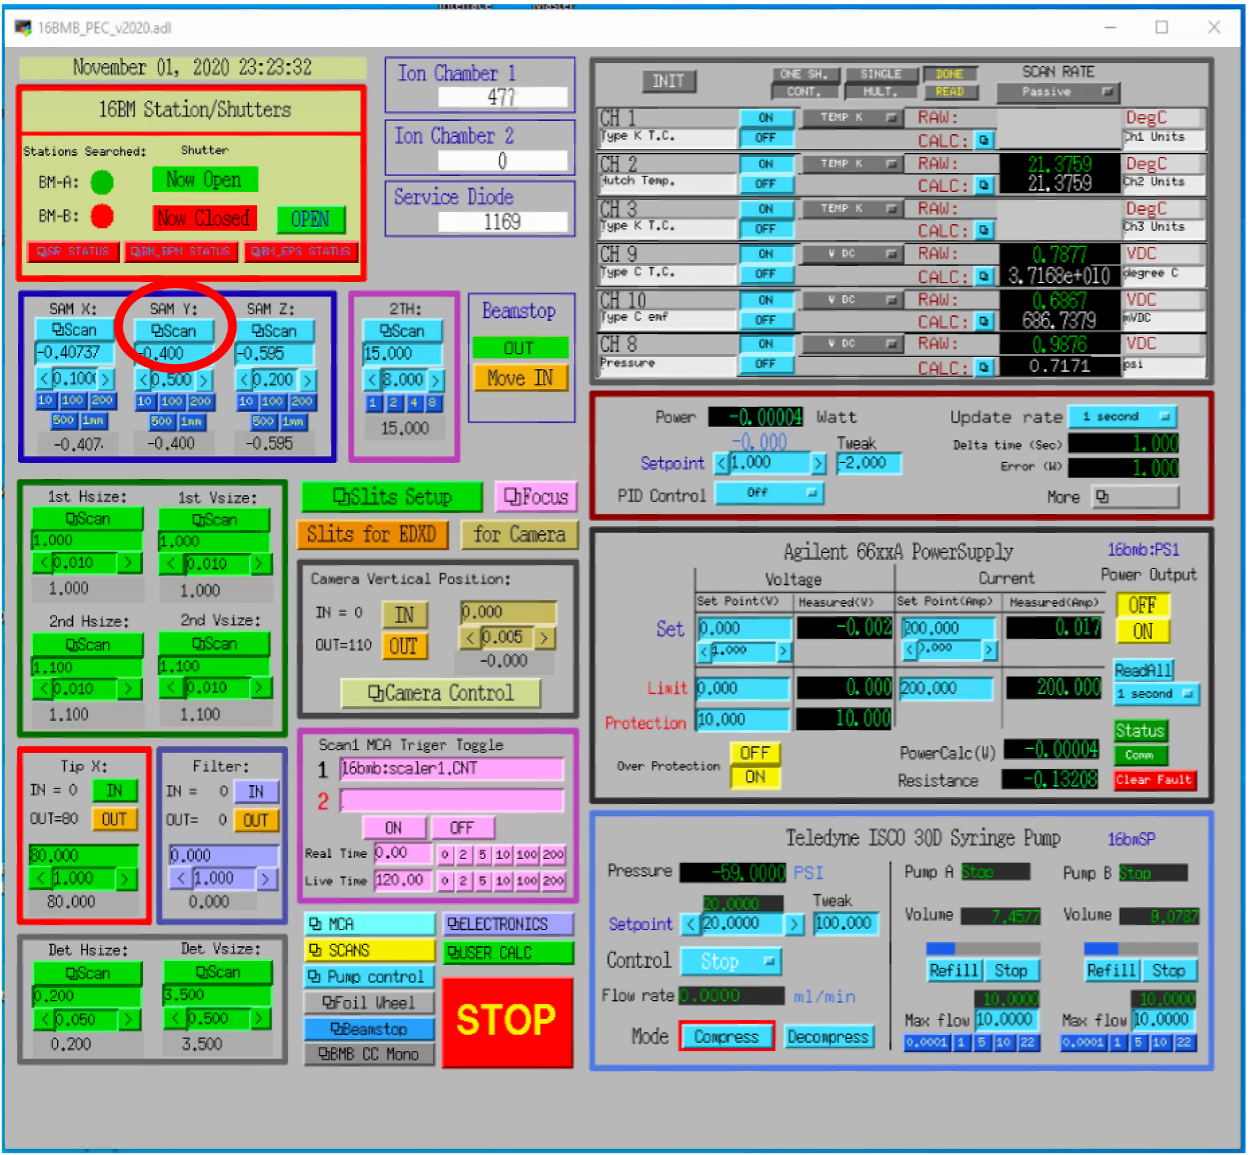 16BMB_PEC_v2020.adl
November 01, 2020 23:23:32
16BM Station/Shutters
Stations Searched: Shutter
BM-A: Now Open
BM-B: Now Closed OPEN
SR STATUS BM_BPM STATUS BM_EPS STATUS
Ion Chamber 1
477
Ion Chamber 2
0
Service Diode
1169
SAM X: SAM Y: SAM Z:
Scan Scan Scan
-0.40737 -0.400 -0.595
< 0.100 > < 0.500 > < 0.200 >
10 100 200 10 100 200 10 100 200
500 1mm 500 1mm 500 1mm
-0.407 -0.400 -0.595
2TH:
Scan
15.000
< 8.000 >
1 2 4 8
15.000
Beamstop
OUT
Move IN
1st Hsize: 1st Vsize:
Scan Scan
1.000 1.000
< 0.010 > < 0.010 >
1.000 1.000
2nd Hsize: 2nd Vsize:
Scan Scan
1.100 1.100
< 0.010 > < 0.010 >
1.100 1.100
Slits Setup Focus
Slits for EDXD for Camera
Camera Vertical Position:
IN = 0 IN 0.000
OUT=110 OUT < 0.005 >
-0.000
Camera Control
Tip X:
IN = 0 IN
OUT=80 OUT
80.000
< 1.000 >
80.000
Filter:
IN = 0 IN
OUT= 0 OUT
0.000
< 1.000 >
0.000
Scan1 MCA Triger Toggle
1 16bmb:scaler1.CNT
2
ON OFF
Real Time 0.00 0 2 5 10 100 200
Live Time 120.00 0 2 5 10 100 200
Det Hsize: Det Vsize:
Scan Scan
0.200 3.500
< 0.050 > < 0.500 >
0.200 3.500
MCA ELECTRONICS
SCANS USER CALC
Pump control
Foil Wheel
Beamstop
BMB CC Mono
STOP
INIT ONE SH. SINGLE DONE SCAN RATE
CONT. MULT. READ Passive
CH 1 ON TEMP K RAW: DegC
Type K T.C. OFF CALC: Ch1 Units
CH 2 ON TEMP K RAW: 21.3759 DegC
Hutch Temp. OFF CALC: 21.3759 Ch2 Units
CH 3 ON TEMP K RAW: DegC
Type K T.C. OFF CALC: Ch3 Units
CH 9 ON V DC RAW: 0.7877 VDC
Type C T.C. OFF CALC: 3.7168e+010 degree C
CH 10 ON V DC RAW: 0.6867 VDC
Type C emf OFF CALC: 686.7379 mVDC
CH 8 ON V DC RAW: 0.9876 VDC
Pressure OFF CALC: 0.7171 psi
Power -0.00004 Watt Update rate 1 second
-0.000 Tweak Delta time (Sec) 1.000
Setpoint < 1.000 > -2.000 Error (W) 1.000
PID Control Off More
Agilent 66xxA PowerSupply 16bmb:PS1
Voltage Current Power Output
Set Point(V) Measured(V) Set Point(Amp) Measured(Amp) OFF
Set 0.000 -0.002 200.000 0.017 ON
< 1.000 > < 0.000 >
ReadAll
Limit 0.000 0.000 200.000 200.000 1 second
Protection 10.000 10.000
Status
Over Protection OFF ON
PowerCalc(W) -0.00004 Comm
Resistance -0.13208 Clear Fault
Teledyne ISCO 30D Syringe Pump 16bmSP
Pressure -59.0000 PSI Pump A Stop Pump B Stop
20.0000 Tweak
Setpoint < 20.0000 > 100.000 Volume 7.4577 Volume 9.0737
Control Stop Refill Stop Refill Stop
Flow rate 0.0000 ml/min 10.0000 10.0000
Max flow 10.0000 Max flow 10.0000
Mode Compress Decompress 0.0001 1 5 10 22 0.0001 1 5 10 22